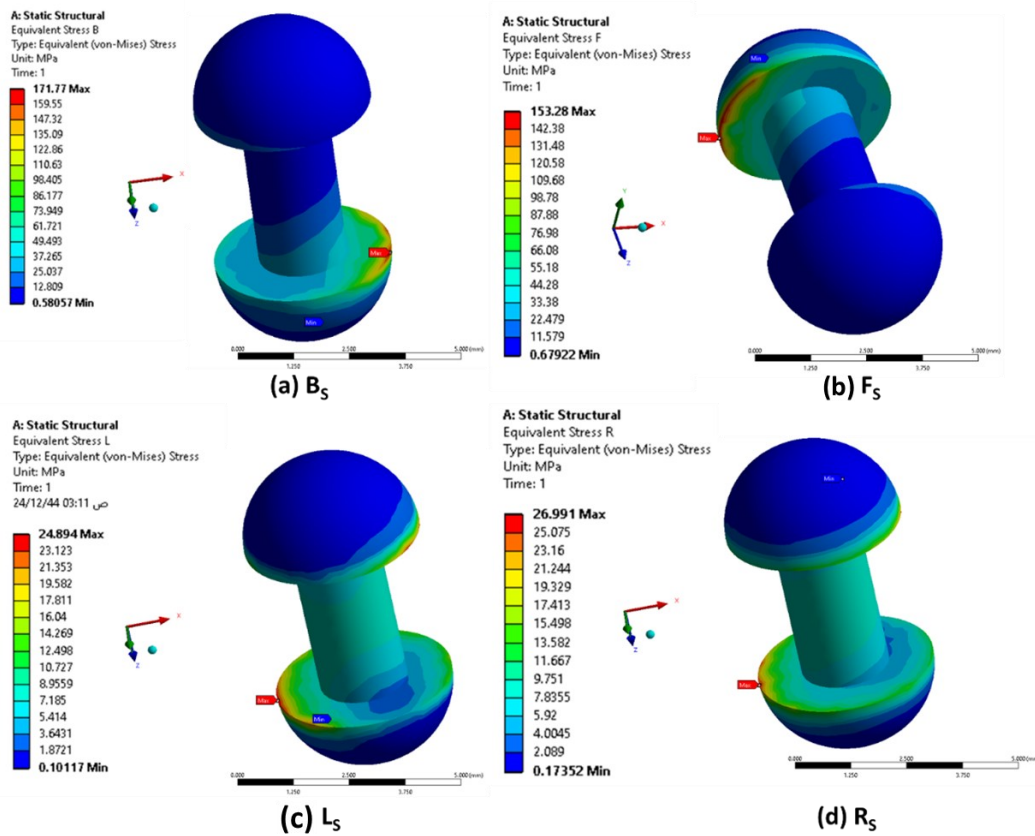 A: Static Structural
Equivalent Stress B
Type: Equivalent (von-Mises) Stress
Unit: MPa
Time: 1
171.77 Max
159.55
147.32
135.09
122.86
110.63
98.405
86.177
73.949
61.721
49.493
37.265
25.037
12.809
0.58057 Min
X
Z
Max
Min
0.000
5.000 (mm)
1.250
3.750
(a) Bs
A: Static Structural
Equivalent Stress F
Type: Equivalent (von-Mises) Stress
Unit: MPa
Time: 1
153.28 Max
142.38
131.48
120.58
109.68
98.78
87.88
76.98
66.08
55.18
44.28
33.38
22.479
11.579
0.67922 Min
Y
X
Z
Min
Max
0.000
2.500
5.000 (mm)
1.250
3.750
(b) Fs
A: Static Structural
Equivalent Stress L
Type: Equivalent (von-Mises) Stress
Unit: MPa
Time: 1
24/12/44 03:11 ص
24.894 Max
23.123
21.353
19.582
17.811
16.04
14.269
12.498
10.727
8.9559
7.185
5.414
3.6431
1.8721
0.10117 Min
X
Z
Max
Min
0.000
2.500
5.000 (mm)
1.250
3.750
(c) Ls
A: Static Structural
Equivalent Stress R
Type: Equivalent (von-Mises) Stress
Unit: MPa
Time: 1
26.991 Max
25.075
23.16
21.244
19.329
17.413
15.498
13.582
11.667
9.751
7.8355
5.92
4.0045
2.089
0.17352 Min
X
Z
Min
Max
0.000
2.500
5.000 (mm)
1.250
3.750
(d) Rs